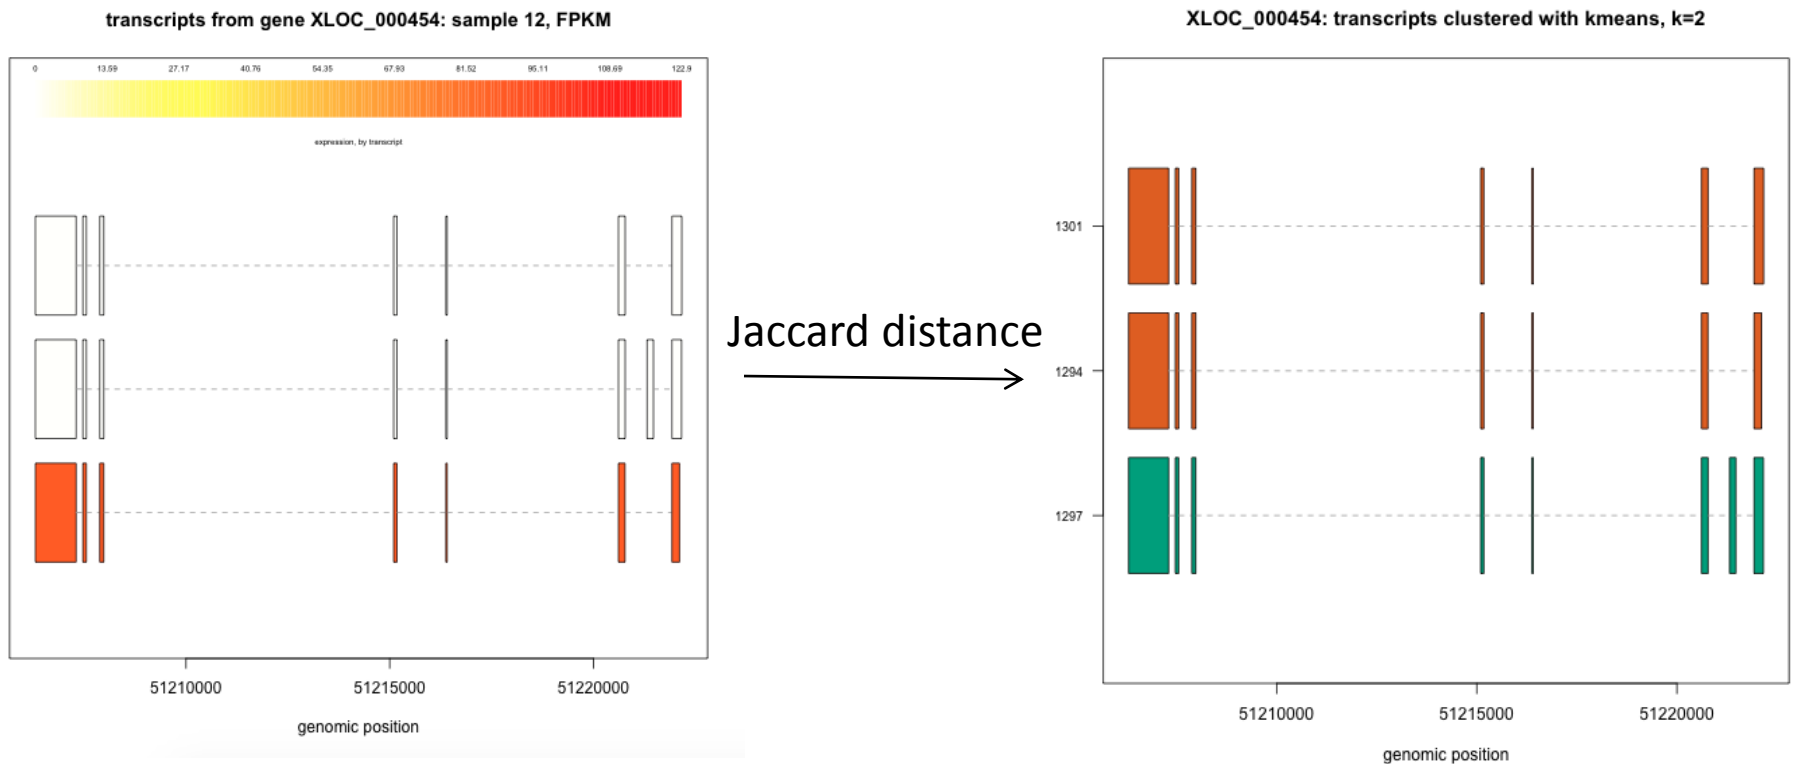 transcripts from gene XLOC_000454: sample 12, FPKM
0 13.59 27.17 40.76 54.35 67.93 81.52 95.11 108.69 122.9
expression, by transcript
51210000 51215000 51220000
genomic position
Jaccard distance
XLOC_000454: transcripts clustered with kmeans, k=2
1301
1294
1297
51210000 51215000 51220000
genomic position